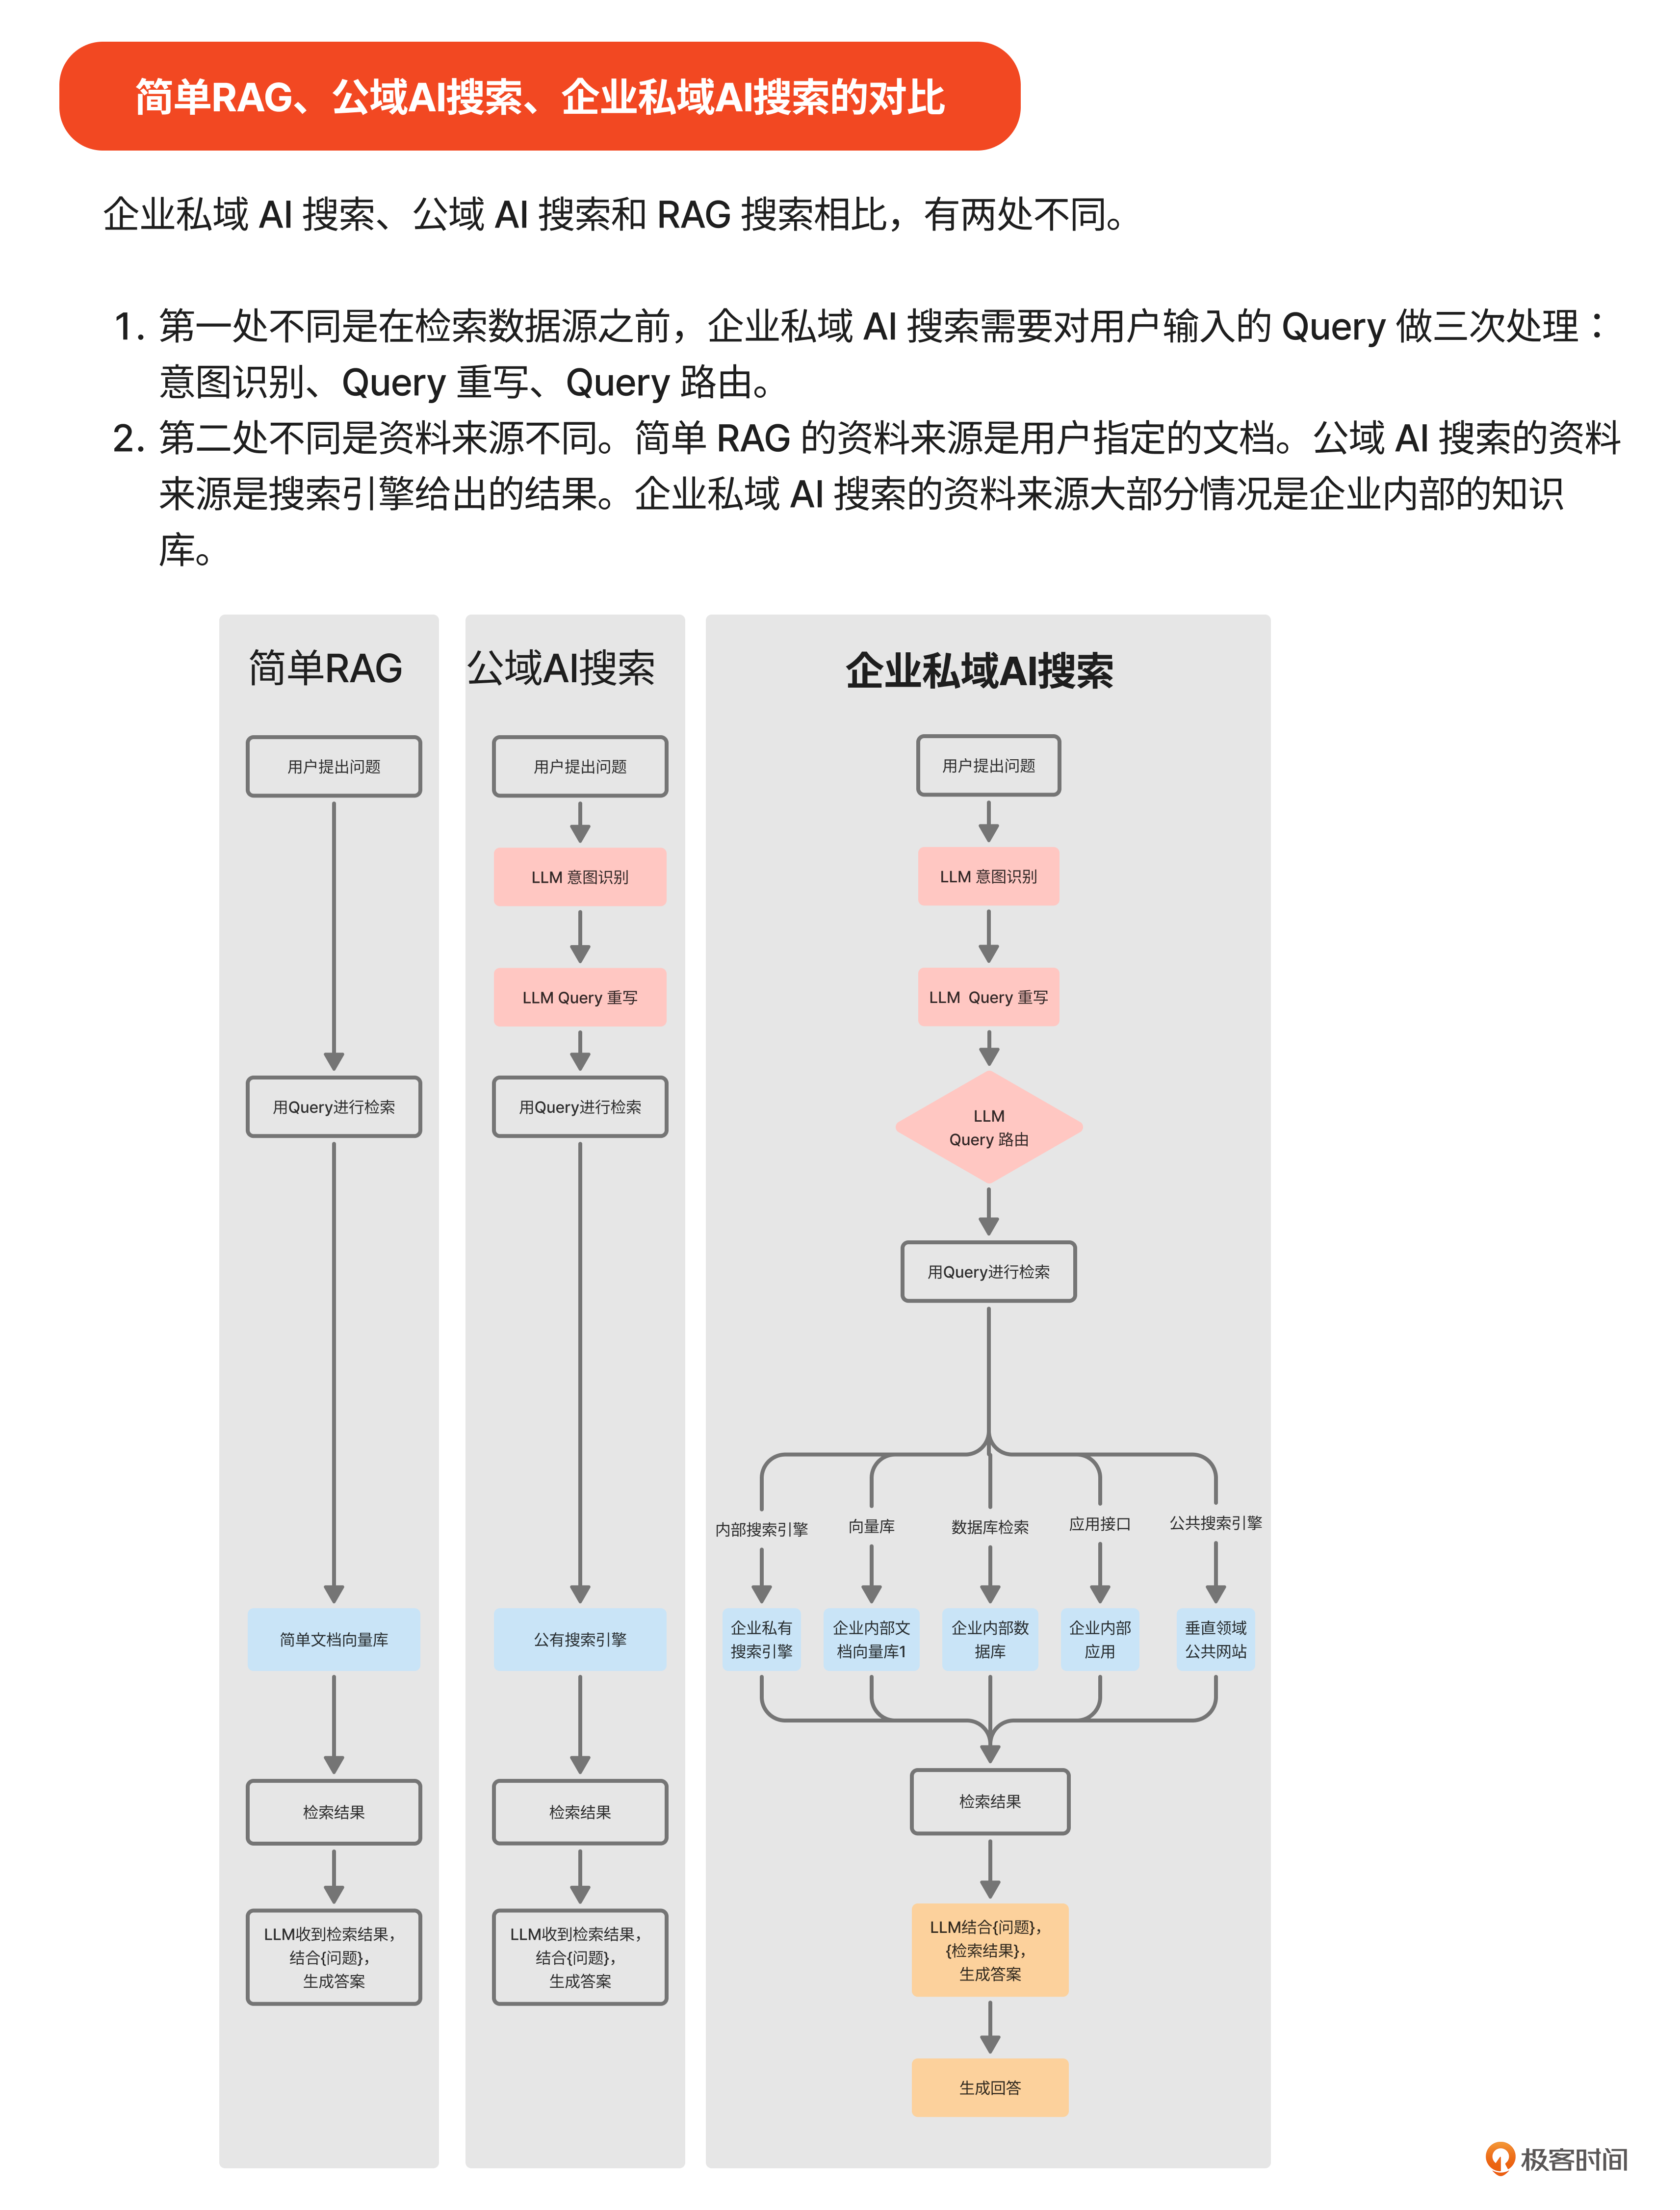 简单RAG、公域AI搜索、企业私域AI搜索的对比
企业私域 AI 搜索、公域 AI 搜索和 RAG 搜索相比，有两处不同。
1. 第一处不同是在检索数据源之前，企业私域 AI 搜索需要对用户输入的 Query 做三次处理：
意图识别、Query 重写、Query 路由。
2. 第二处不同是资料来源不同。简单 RAG 的资料来源是用户指定的文档。公域 AI 搜索的资料
来源是搜索引擎给出的结果。企业私域 AI 搜索的资料来源大部分情况是企业内部的知识
库。
简单RAG
用户提出问题
用Query进行检索
简单文档向量库
检索结果
LLM收到检索结果，
结合{问题}，
生成答案
公域AI搜索
用户提出问题
LLM 意图识别
LLM Query 重写
用Query进行检索
公有搜索引擎
检索结果
LLM收到检索结果，
结合{问题}，
生成答案
企业私域AI搜索
用户提出问题
LLM 意图识别
LLM Query 重写
LLM
Query 路由
用Query进行检索
内部搜索引擎
向量库
数据库检索
应用接口
公共搜索引擎
企业私有
搜索引擎
企业内部文
档向量库1
企业内部数
据库
企业内部
应用
垂直领域
公共网站
检索结果
LLM结合{问题}，
{检索结果}，
生成答案
生成回答
极客时间